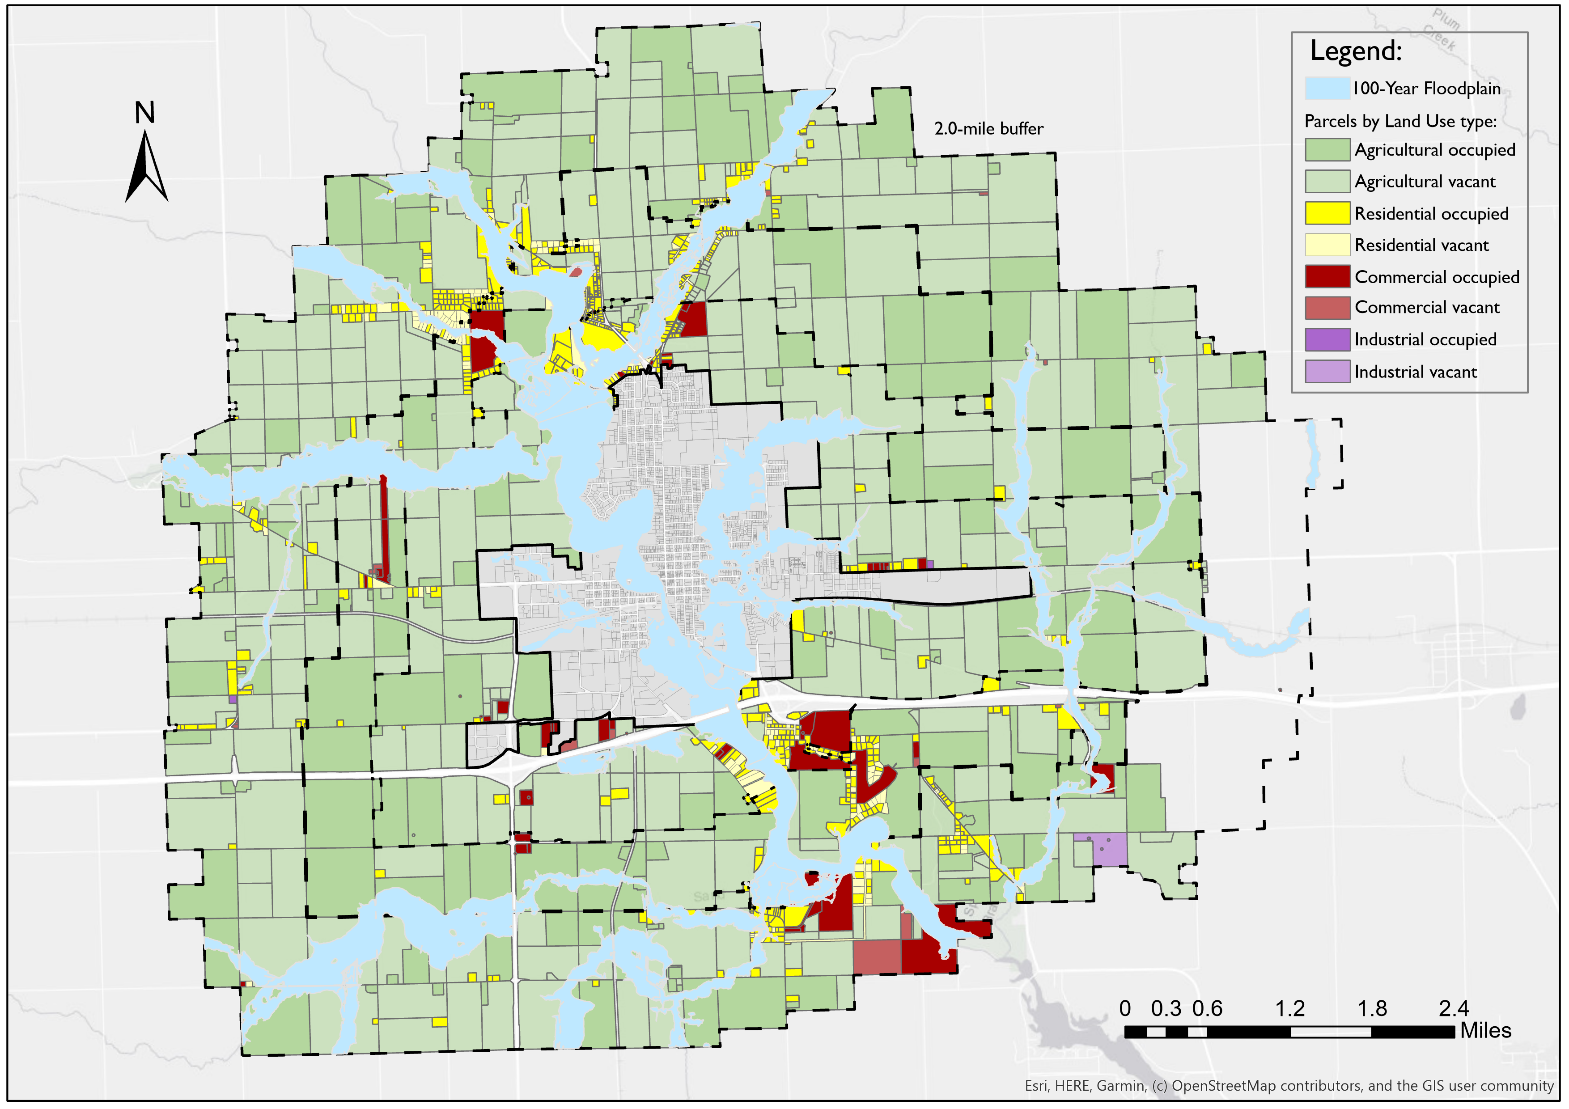 Plum
Creek
Legend:
100-Year Floodplain
Parcels by Land Use type:
Agricultural occupied
Agricultural vacant
Residential occupied
Residential vacant
Commercial occupied
Commercial vacant
Industrial occupied
Industrial vacant
N
2.0-mile buffer
0 0.3 0.6 1.2 1.8 2.4
Miles
Esri, HERE, Garmin, (c) OpenStreetMap contributors, and the GIS user community